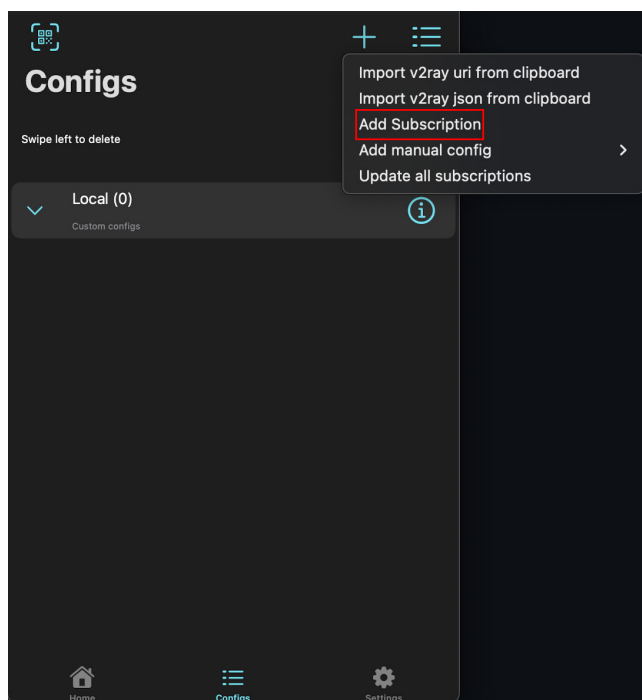 Configs
Import v2ray uri from clipboard
Import v2ray json from clipboard
Add Subscription
Add manual config
Update all subscriptions
Swipe left to delete
Local (0)
Custom configs
Home
Configs
Settings